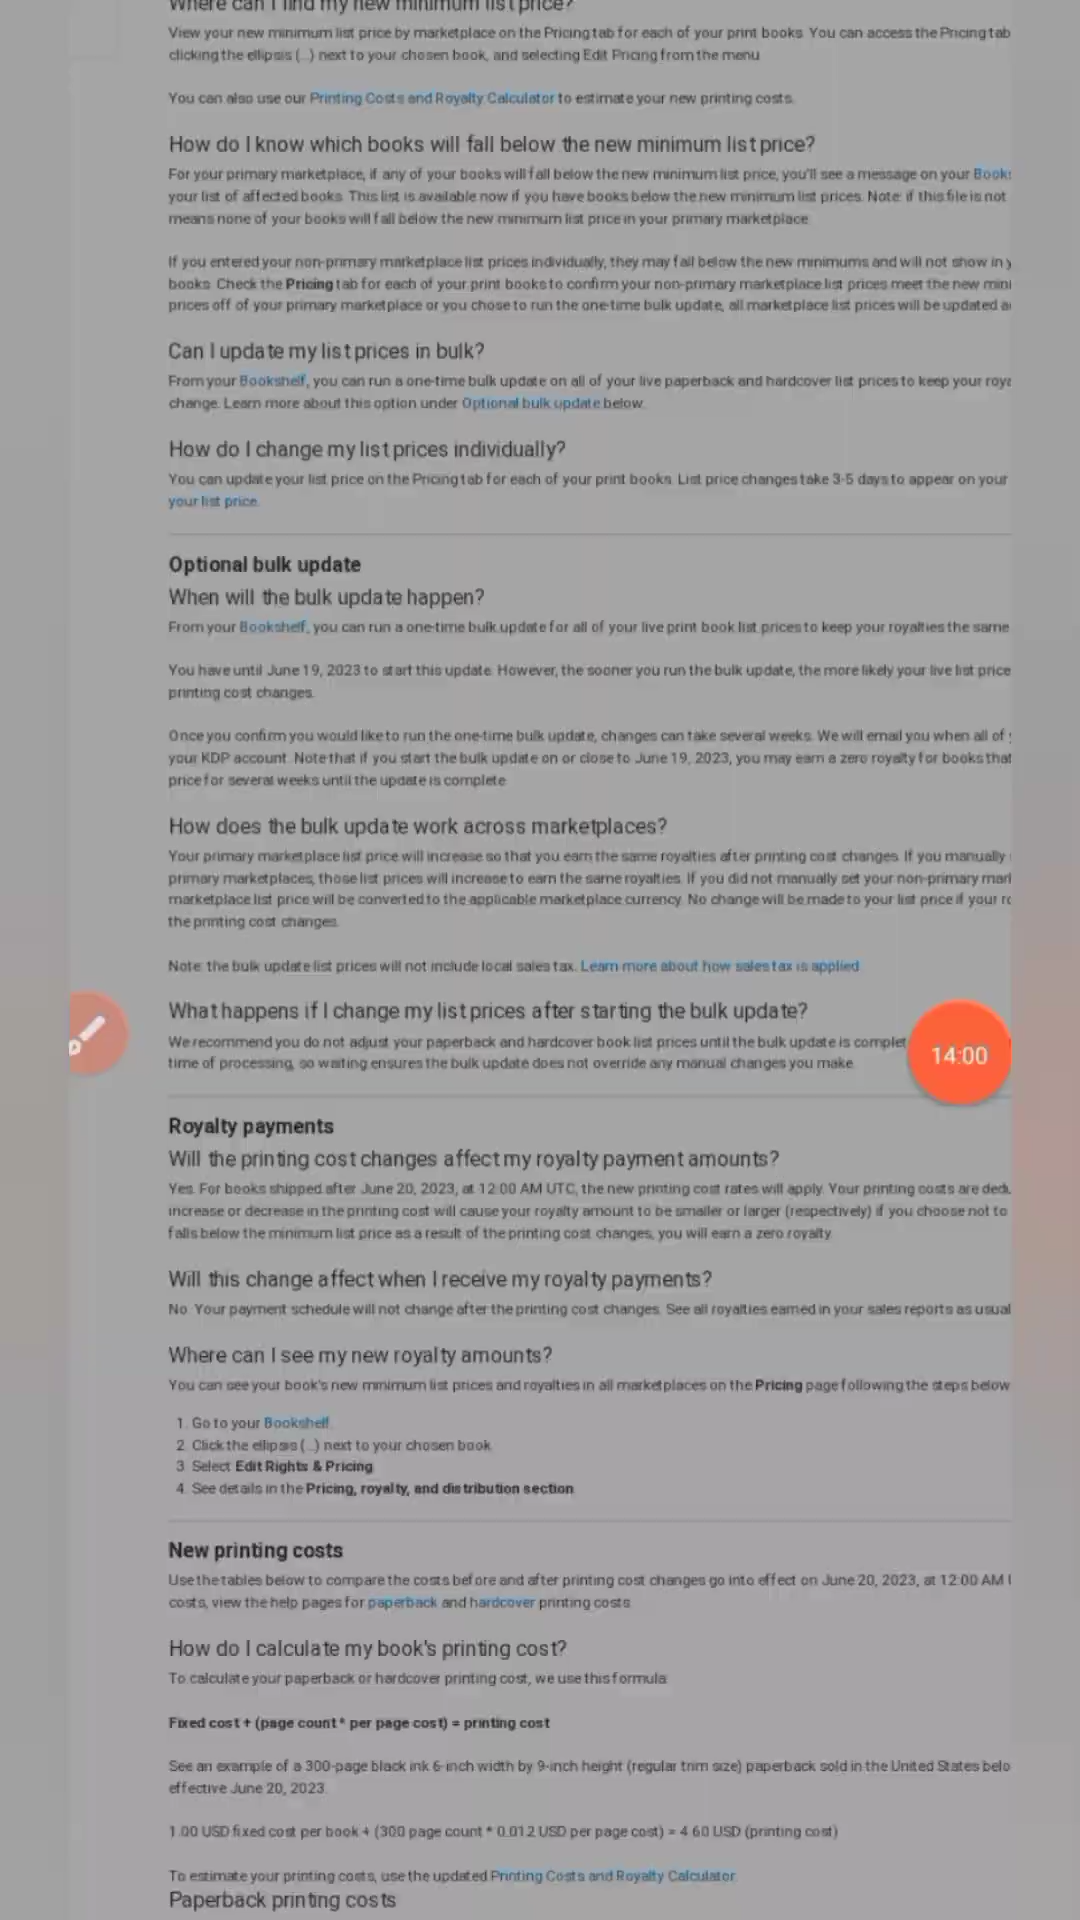 Where can I find my new minimum list price?
View your new minimum list price by marketplace on the Pricing tab for each of your print books. You can access the Pricing tab
clicking the ellipsis (...) next to your chosen book, and selecting Edit Pricing from the menu.
You can also use our Printing Costs and Royalty Calculator to estimate your new printing costs.
How do I know which books will fall below the new minimum list price?
For your primary marketplace, if any of your books will fall below the new minimum list price, you'll see a message on your Books
your list of affected books. This list is available now if you have books below the new minimum list prices. Note: if this file is not
means none of your books will fall below the new minimum list price in your primary marketplace.
If you entered your non-primary marketplace list prices individually, they may fall below the new minimums and will not show in y
books. Check the Pricing tab for each of your print books to confirm your non-primary marketplace list prices meet the new mini
prices off of your primary marketplace or you chose to run the one-time bulk update, all marketplace list prices will be updated a
Can I update my list prices in bulk?
From your Bookshelf, you can run a one-time bulk update on all of your live paperback and hardcover list prices to keep your roya
change. Learn more about this option under Optional bulk update below.
How do I change my list prices individually?
You can update your list price on the Pricing tab for each of your print books. List price changes take 3-5 days to appear on your
your list price.
Optional bulk update
When will the bulk update happen?
From your Bookshelf, you can run a one-time bulk update for all of your live print book list prices to keep your royalties the same
You have until June 19, 2023 to start this update. However, the sooner you run the bulk update, the more likely your live list price
printing cost changes.
Once you confirm you would like to run the one-time bulk update, changes can take several weeks. We will email you when all of
your KDP account. Note that if you start the bulk update on or close to June 19, 2023, you may earn a zero royalty for books that
price for several weeks until the update is complete.
How does the bulk update work across marketplaces?
Your primary marketplace list price will increase so that you earn the same royalties after printing cost changes. If you manually
primary marketplaces, those list prices will increase to earn the same royalties. If you did not manually set your non-primary mar
marketplace list price will be converted to the applicable marketplace currency. No change will be made to your list price if your ro
the printing cost changes.
Note: the bulk update list prices will not include local sales tax. Learn more about how sales tax is applied.
What happens if I change my list prices after starting the bulk update?
We recommend you do not adjust your paperback and hardcover book list prices until the bulk update is complet
14:00
time of processing, so waiting ensures the bulk update does not override any manual changes you make.
Royalty payments
Will the printing cost changes affect my royalty payment amounts?
Yes. For books shipped after June 20, 2023, at 12:00 AM UTC, the new printing cost rates will apply. Your printing costs are dedu
increase or decrease in the printing cost will cause your royalty amount to be smaller or larger (respectively) if you choose not to
falls below the minimum list price as a result of the printing cost changes, you will earn a zero royalty.
Will this change affect when I receive my royalty payments?
No. Your payment schedule will not change after the printing cost changes. See all royalties earned in your sales reports as usual
Where can I see my new royalty amounts?
You can see your book's new minimum list prices and royalties in all marketplaces on the Pricing page following the steps below
1. Go to your Bookshelf.
2. Click the ellipsis (...) next to your chosen book.
3. Select Edit Rights & Pricing
4. See details in the Pricing, royalty, and distribution section
New printing costs
Use the tables below to compare the costs before and after printing cost changes go into effect on June 20, 2023, at 12:00 AM U
costs, view the help pages for paperback and hardcover printing costs.
How do I calculate my book's printing cost?
To calculate your paperback or hardcover printing cost, we use this formula:
Fixed cost + (page count * per page cost) = printing cost
See an example of a 300-page black ink 6-inch width by 9-inch height (regular trim size) paperback sold in the United States belo
effective June 20, 2023.
1.00 USD fixed cost per book + (300 page count * 0.012 USD per page cost) = 4.60 USD (printing cost)
To estimate your printing costs, use the updated Printing Costs and Royalty Calculator.
Paperback printing costs